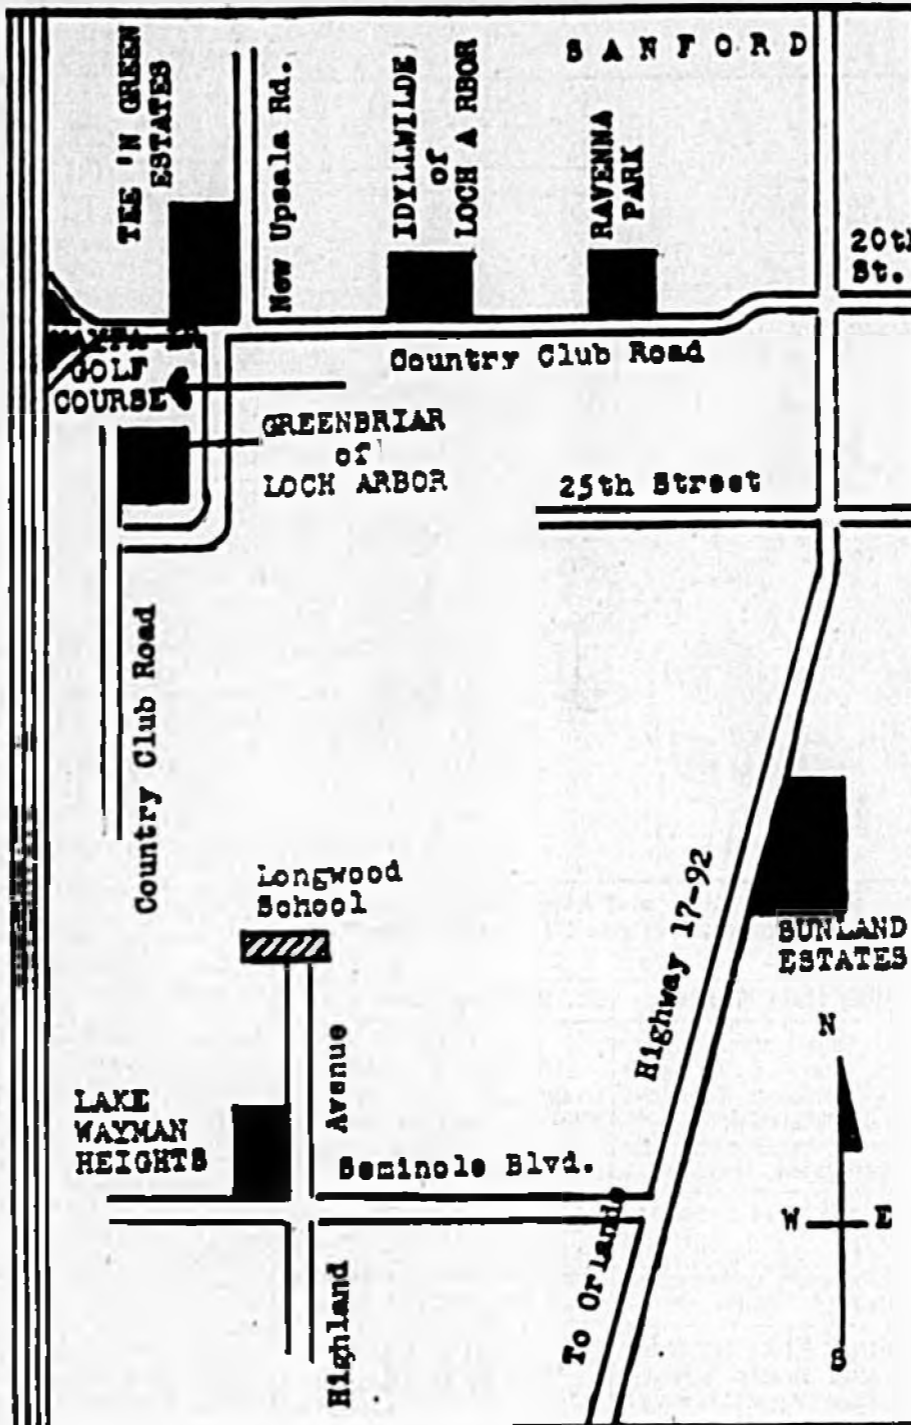 SANFORD
TEE 'N GREEN
ESTATES
New Upsala Rd.
IDYLLWILDE
of
LOCH ARBOR
RAVENNA
PARK
20th
St.
Country Club Road
GOLF
COURSE
GREENBRIAR
of
LOCH ARBOR
25th Street
Country Club Road
Longwood
School
Highway 17-92
SUNLAND
ESTATES
N
LAKE
WAYMAN
HEIGHTS
Avenue
Seminole Blvd.
W
E
Highland
To Orlando
S